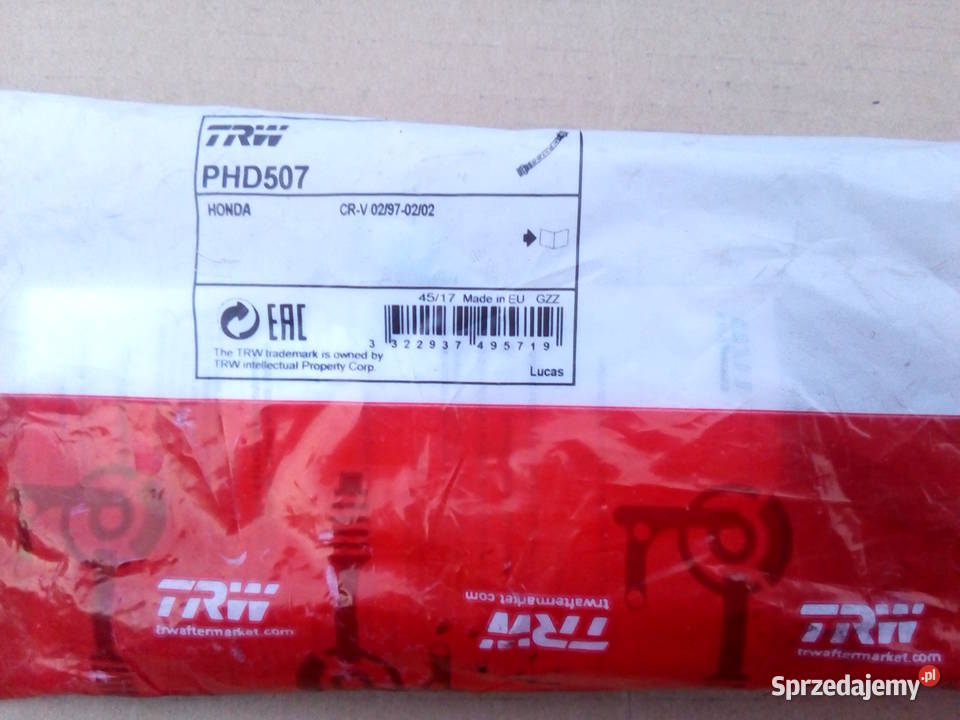 TRW
PHD507
HONDA CR-V 02/97-02/02
45/17 Made in EU GZZ
EAC
3 322937 495719
The TRW trademark is owned by
TRW intellectual Property Corp.
Lucas
TRW
trwaftermarket.com
TRW
trwaftermarket.com
TRW
trwaftermarket.com
Sprzedajemy.pl